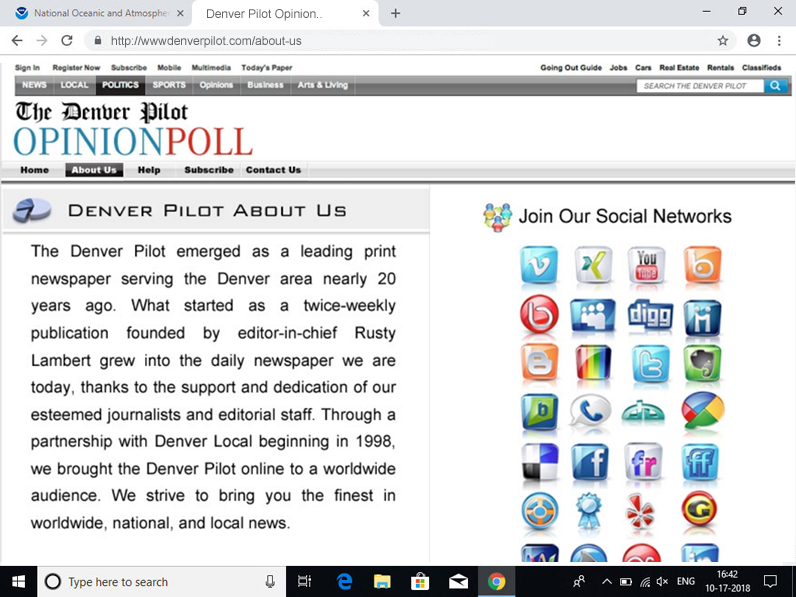 National Oceanic and Atmospher
Denver Pilot Opinion..
http://wwwdenverpilot.com/about-us
Sign In Register Now Subscribe Mobile Multimedia Today's Paper
Going Out Guide Jobs Cars Real Estate Rentals Classifieds
NEWS LOCAL POLITICS SPORTS Opinions Business Arts & Living
SEARCH THE DENVER PILOT
The Denver Pilot
OPINIONPOLL
Home About Us Help Subscribe Contact Us
DENVER PILOT ABOUT US
The Denver Pilot emerged as a leading print
newspaper serving the Denver area nearly 20
years ago. What started as a twice-weekly
publication founded by editor-in-chief Rusty
Lambert grew into the daily newspaper we are
today, thanks to the support and dedication of our
esteemed journalists and editorial staff. Through a
partnership with Denver Local beginning in 1998,
we brought the Denver Pilot online to a worldwide
audience. We strive to bring you the finest in
worldwide, national, and local news.
Join Our Social Networks
You
Tube
digg
fr
ff
G
in
Type here to search
ENG
16:42
10-17-2018